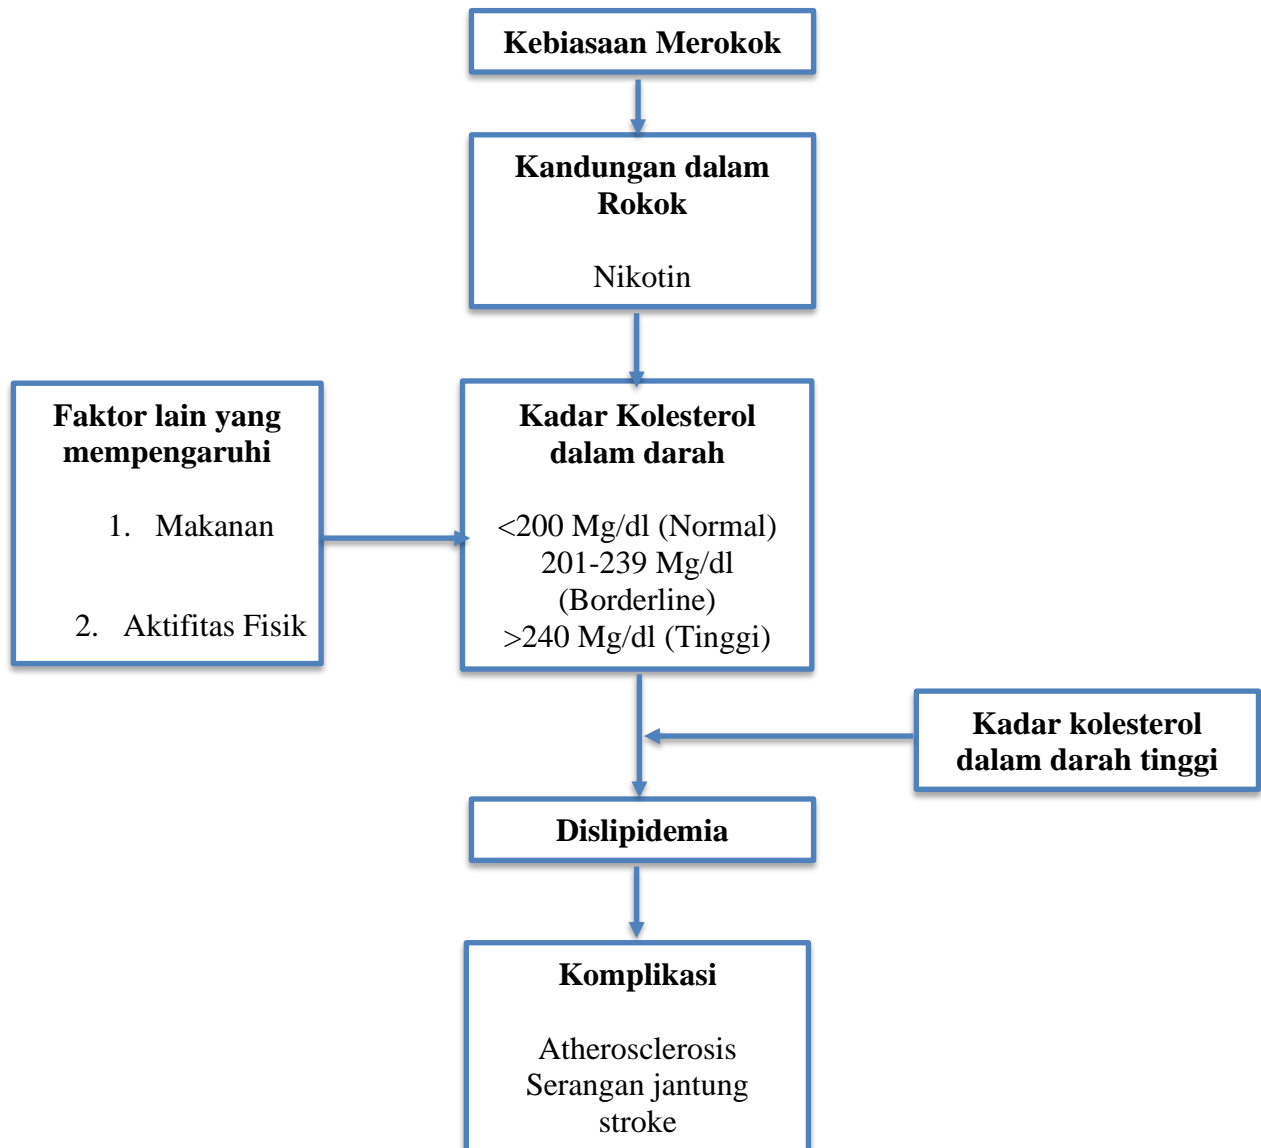 Kebiasaan Merokok
Kandungan dalam
Rokok
Nikotin
Faktor lain yang
mempengaruhi
1. Makanan
2. Aktifitas Fisik
Kadar Kolesterol
dalam darah
<200 Mg/dl (Normal)
201-239 Mg/dl
(Borderline)
>240 Mg/dl (Tinggi)
Kadar kolesterol
dalam darah tinggi
Dislipidemia
Komplikasi
Atherosclerosis
Serangan jantung
stroke